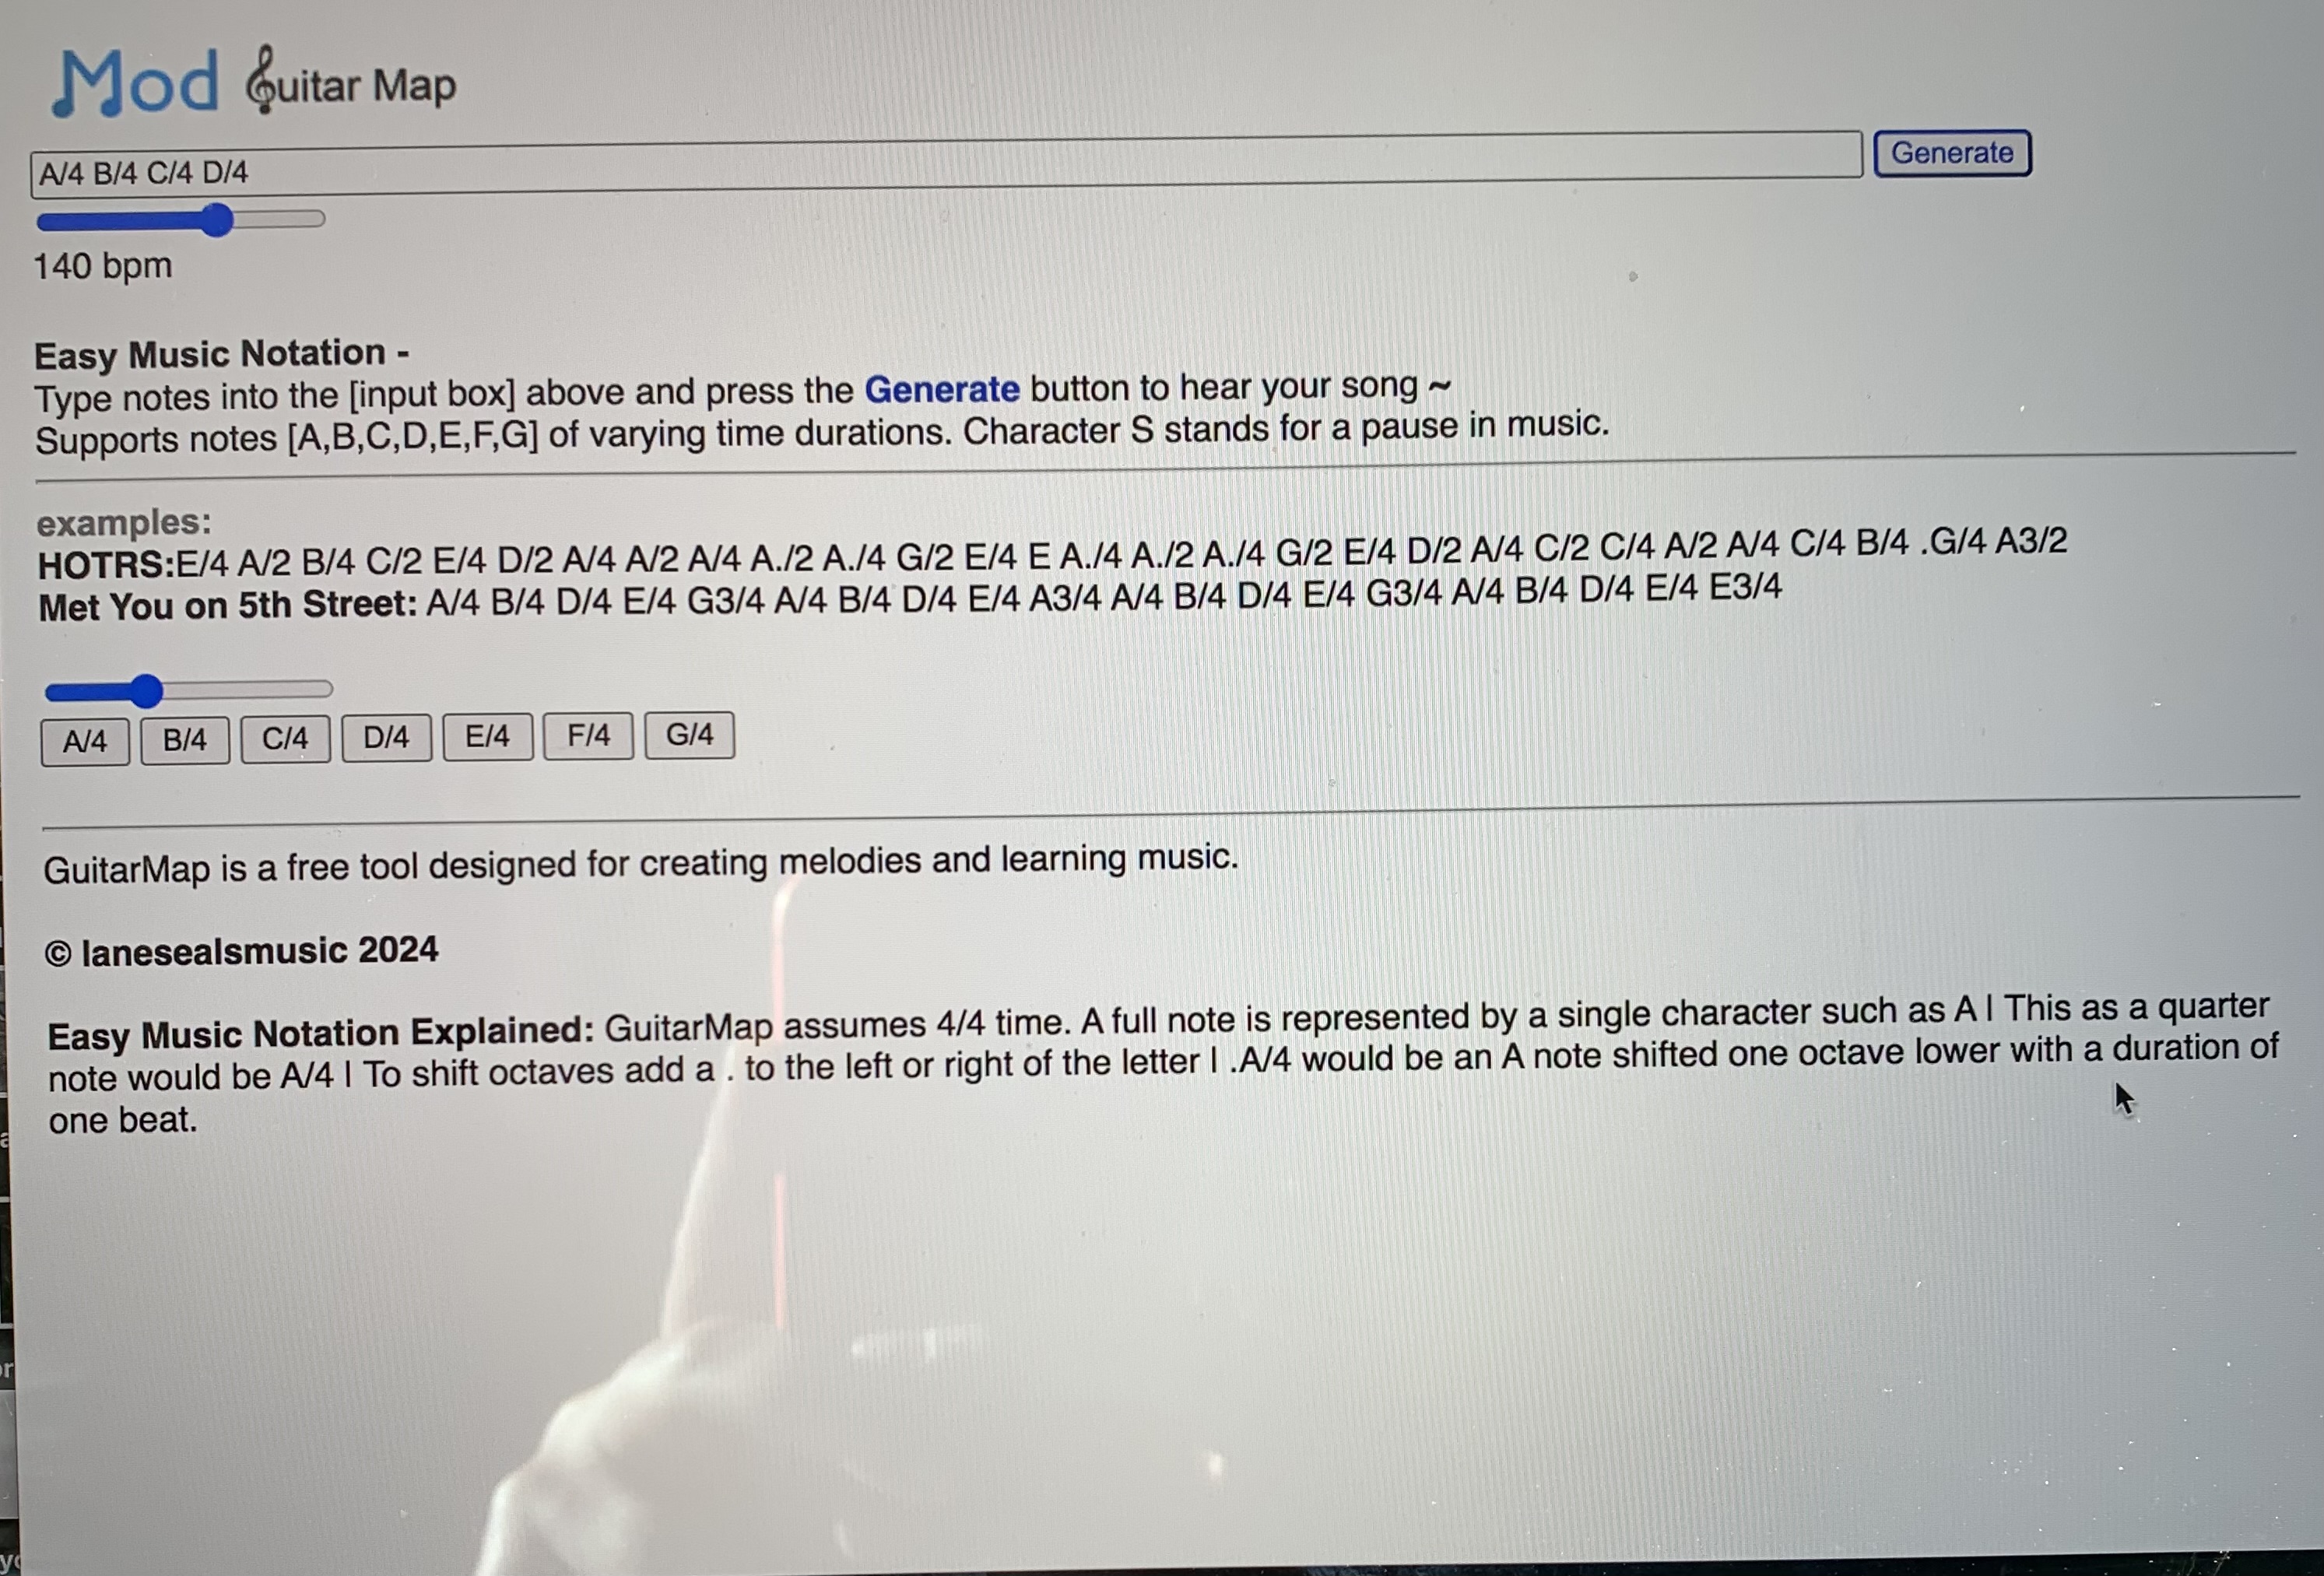 Mod Guitar Map
A/4 B/4 C/4 D/4 Generate
140 bpm
Easy Music Notation -
Type notes into the [input box] above and press the Generate button to hear your song ~
Supports notes [A,B,C,D,E,F,G] of varying time durations. Character S stands for a pause in music.
examples:
HOTRS:E/4 A/2 B/4 C/2 E/4 D/2 A/4 A/2 A/4 A./2 A./4 G/2 E/4 E A./4 A./2 A./4 G/2 E/4 D/2 A/4 C/2 C/4 A/2 A/4 C/4 B/4 .G/4 A3/2
Met You on 5th Street: A/4 B/4 D/4 E/4 G3/4 A/4 B/4 D/4 E/4 A3/4 A/4 B/4 D/4 E/4 G3/4 A/4 B/4 D/4 E/4 E3/4
A/4 B/4 C/4 D/4 E/4 F/4 G/4
GuitarMap is a free tool designed for creating melodies and learning music.
© lanesealsmusic 2024
Easy Music Notation Explained: GuitarMap assumes 4/4 time. A full note is represented by a single character such as A | This as a quarter
note would be A/4 | To shift octaves add a . to the left or right of the letter | .A/4 would be an A note shifted one octave lower with a duration of
one beat.